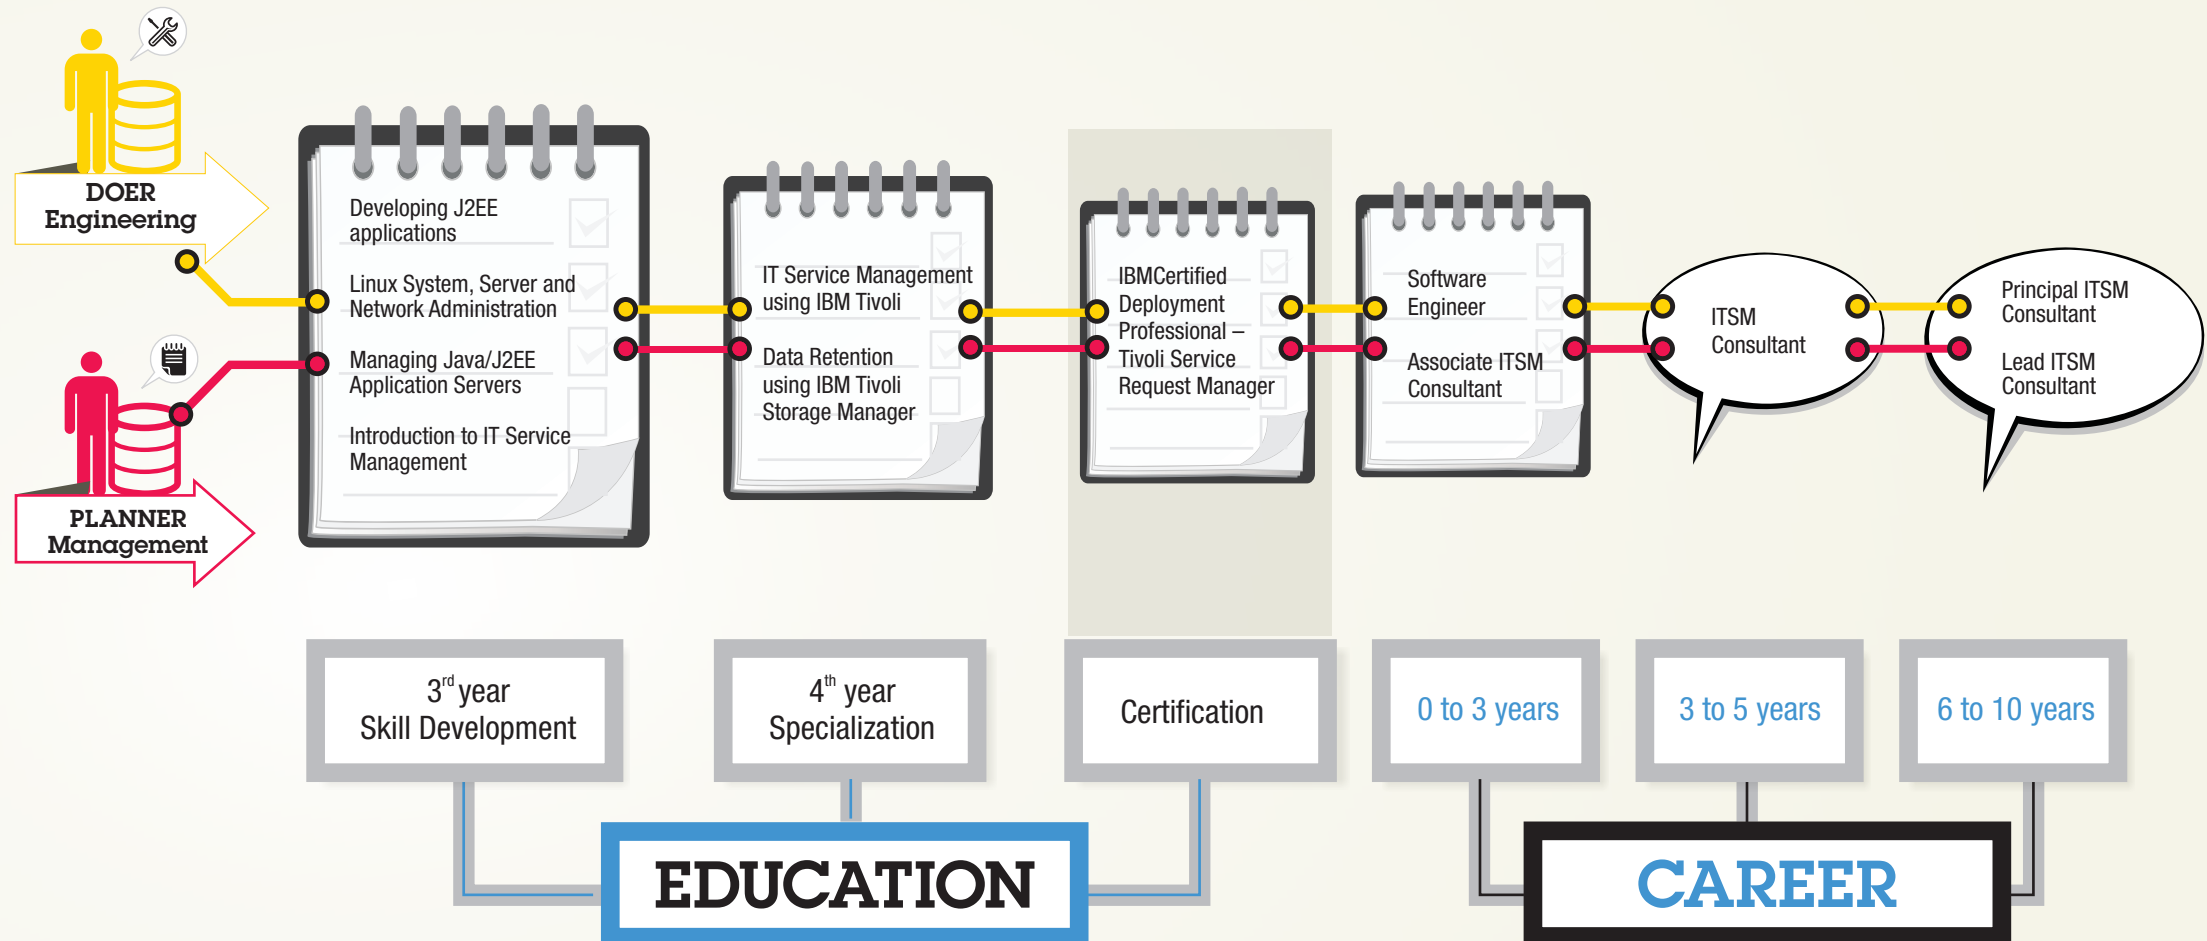 DOER
Engineering
PLANNER
Management
Developing J2EE
applications
Linux System, Server and
Network Administration
Managing Java/J2EE
Application Servers
Introduction to IT Service
Management
IT Service Management
using IBM Tivoli
Data Retention
using IBM Tivoli
Storage Manager
IBMCertified
Deployment
Professional –
Tivoli Service
Request Manager
Software
Engineer
Associate ITSM
Consultant
ITSM
Consultant
Principal ITSM
Consultant
Lead ITSM
Consultant
3rd year
Skill Development
4th year
Specialization
Certification
0 to 3 years
3 to 5 years
6 to 10 years
EDUCATION
CAREER